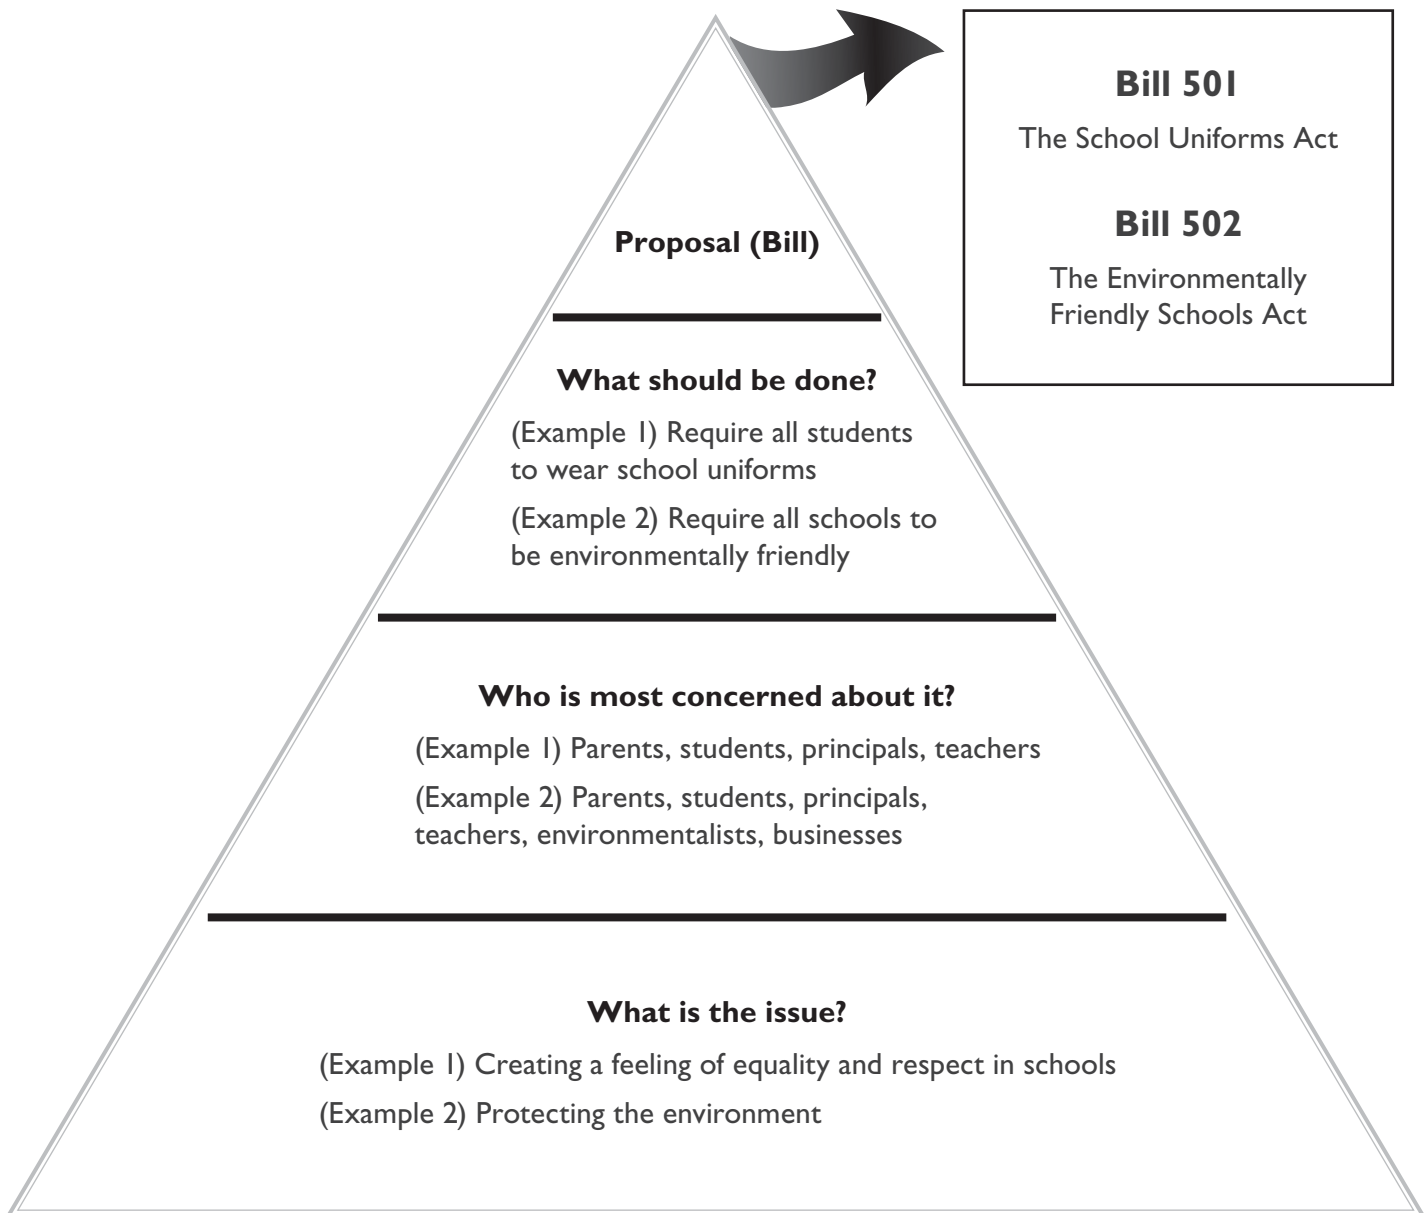 Bill 501
The School Uniforms Act
Bill 502
The Environmentally
Friendly Schools Act
Proposal (Bill)
What should be done?
(Example 1) Require all students
to wear school uniforms
(Example 2) Require all schools to
be environmentally friendly
Who is most concerned about it?
(Example 1) Parents, students, principals, teachers
(Example 2) Parents, students, principals,
teachers, environmentalists, businesses
What is the issue?
(Example 1) Creating a feeling of equality and respect in schools
(Example 2) Protecting the environment